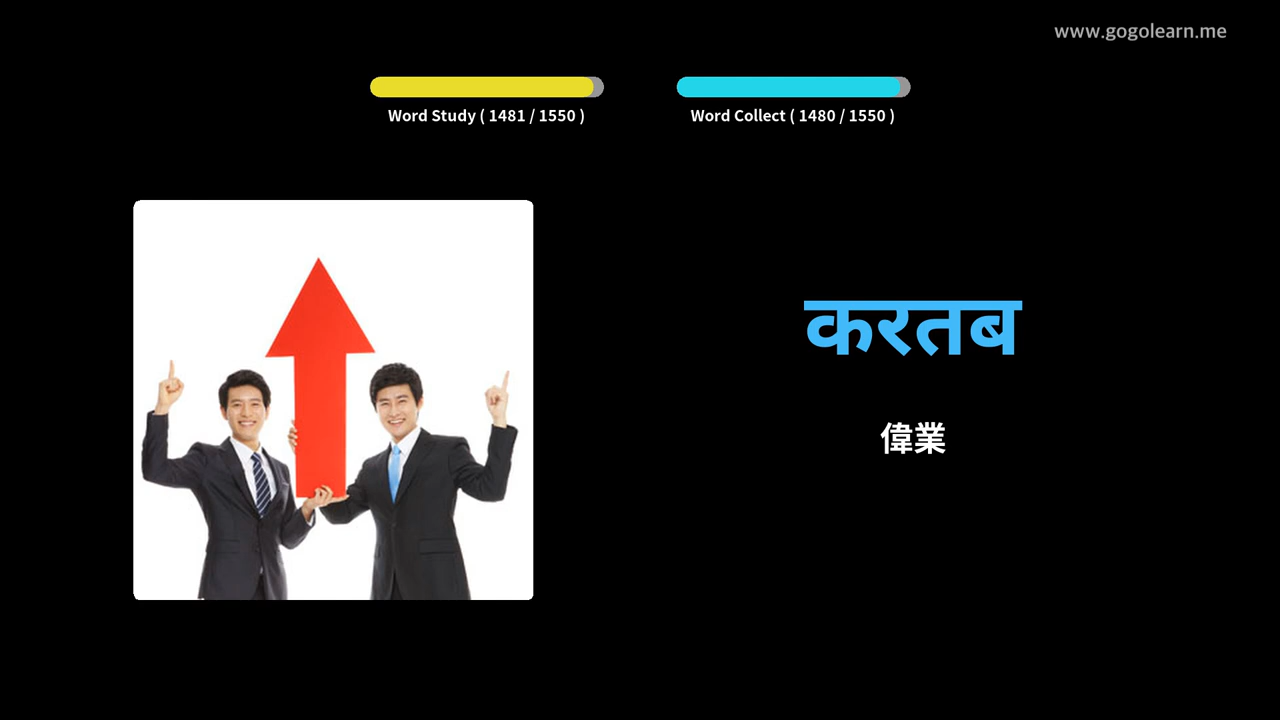 www.gogolearn.me
Word Study ( 1481 / 1550 )
Word Collect ( 1480 / 1550 )
करतब
偉業